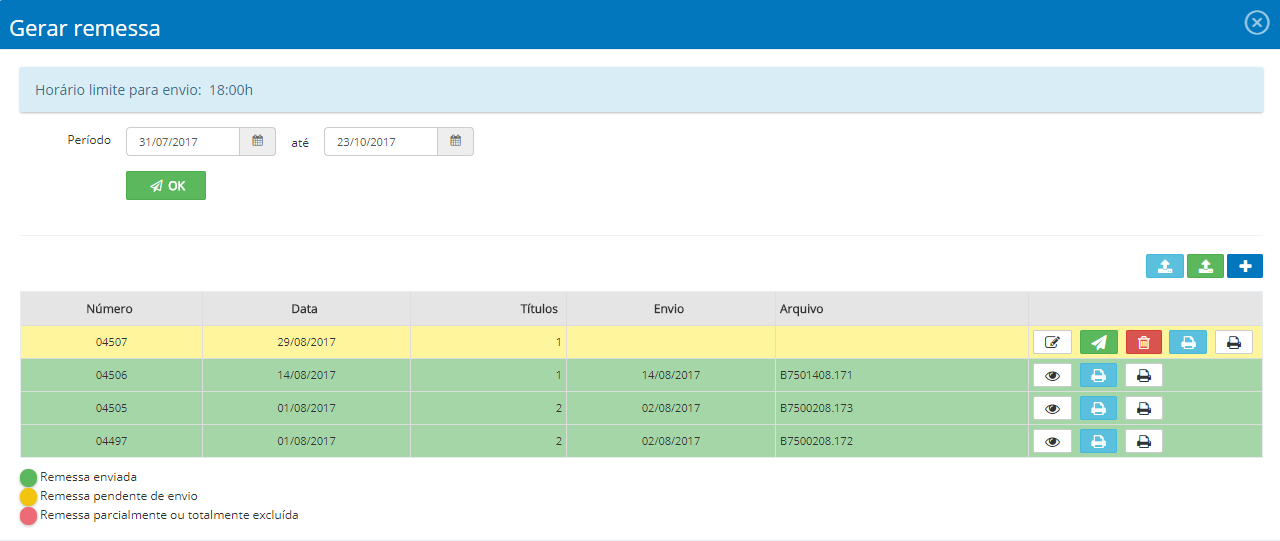 Gerar remessa
Horário limite para envio: 18:00h
Período 31/07/2017 até 23/10/2017
OK
Número Data Títulos Envio Arquivo
04507 29/08/2017 1
04506 14/08/2017 1 14/08/2017 B7501408.171
04505 01/08/2017 2 02/08/2017 B7500208.173
04497 01/08/2017 2 02/08/2017 B7500208.172
Remessa enviada
Remessa pendente de envio
Remessa parcialmente ou totalmente excluída